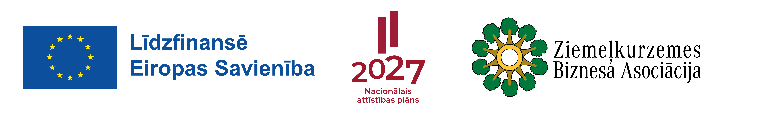 Līdzfinansē
Eiropas Savienība
2027
Nacionālais
attīstības plāns
Ziemeļkurzemes
Biznesa Asociācija